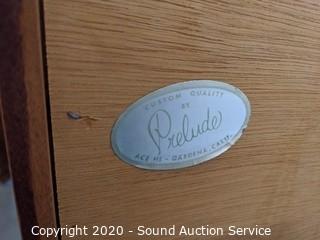 CUSTOM QUALITY
BY
Prelude
ACE HI - GARDENA, CALIF.
Copyright 2020 - Sound Auction Service